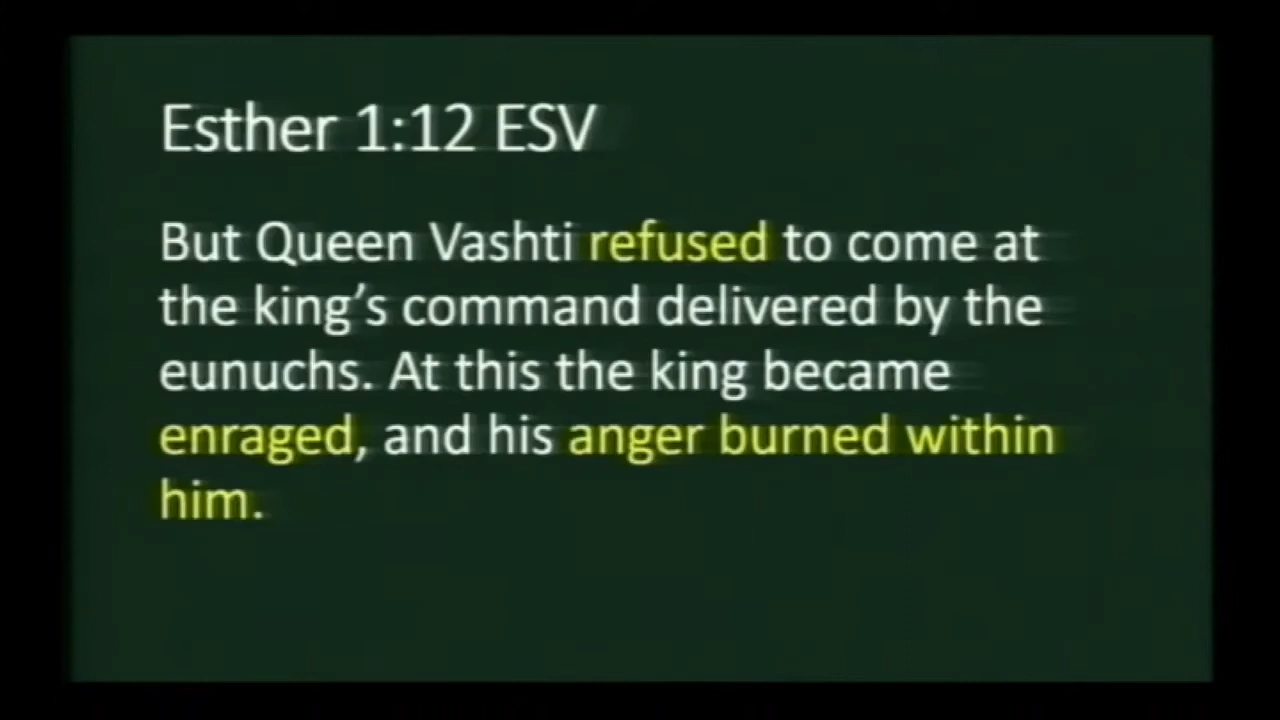 Esther 1:12 ESV
But Queen Vashti refused to come at
the king’s command delivered by the
eunuchs. At this the king became
enraged, and his anger burned within
him.